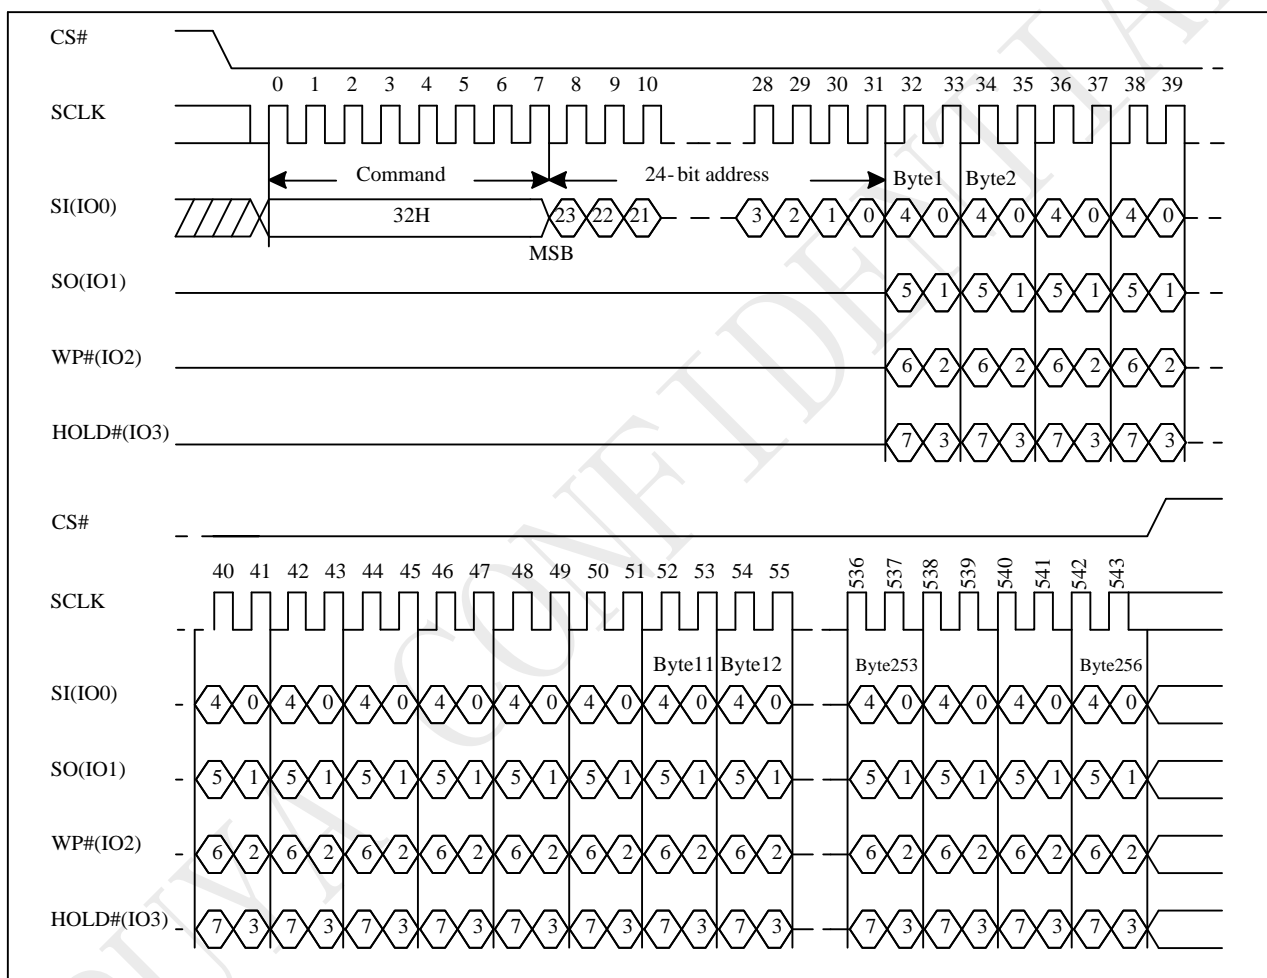 CS#
0 1 2 3 4 5 6 7 8 9 10 28 29 30 31 32 33 34 35 36 37 38 39
SCLK
Command 24-bit address Byte1 Byte2
SI(IO0) 32H 23 22 21 3 2 1 0 4 0 4 0 4 0 4 0
MSB
SO(IO1) 5 1 5 1 5 1 5 1
WP#(IO2) 6 2 6 2 6 2 6 2
HOLD#(IO3) 7 3 7 3 7 3 7 3
CS#
40 41 42 43 44 45 46 47 48 49 50 51 52 53 54 55 536 537 538 539 540 541 542 543
SCLK
Byte11 Byte12 Byte253 Byte256
SI(IO0) 4 0 4 0 4 0 4 0 4 0 4 0 4 0 4 0 4 0 4 0 4 0 4 0
SO(IO1) 5 1 5 1 5 1 5 1 5 1 5 1 5 1 5 1 5 1 5 1 5 1 5 1
WP#(IO2) 6 2 6 2 6 2 6 2 6 2 6 2 6 2 6 2 6 2 6 2 6 2 6 2
HOLD#(IO3) 7 3 7 3 7 3 7 3 7 3 7 3 7 3 7 3 7 3 7 3 7 3 7 3
PUYA CONFIDENTIAL